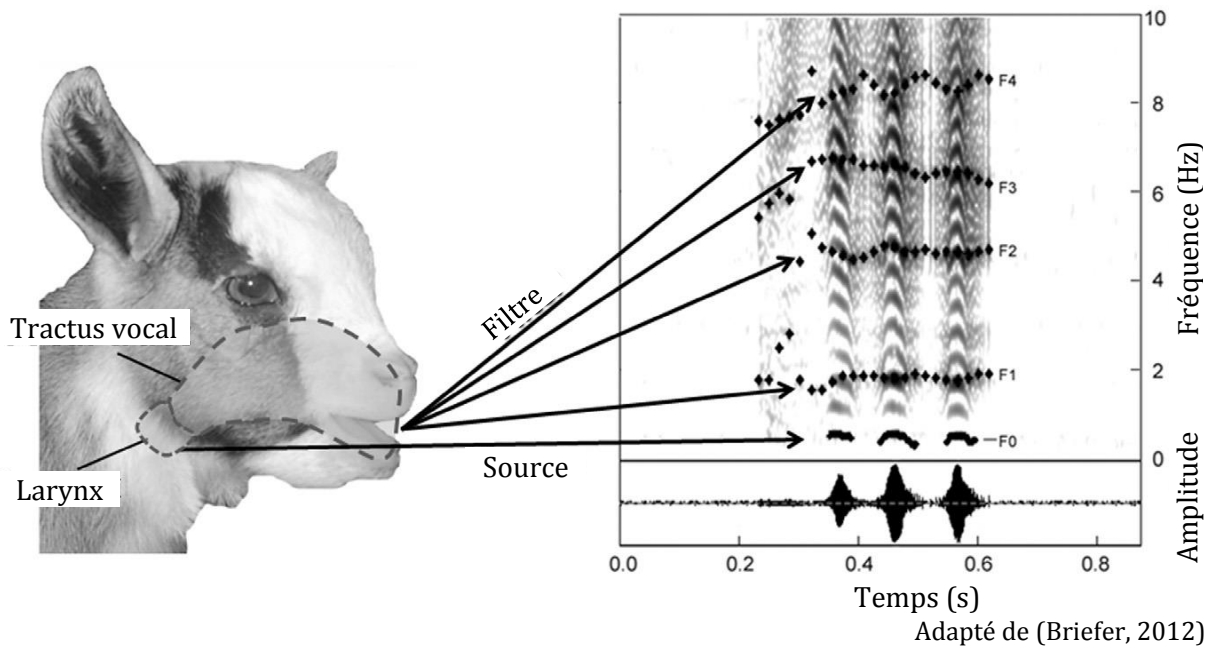 Tractus vocal
Larynx
Filtre
Source
10
8
6
4
2
0
F4
F3
F2
F1
F0
Fréquence (Hz)
Amplitude
0.0
0.2
0.4
0.6
0.8
Temps (s)
Adapté de (Briefer, 2012)